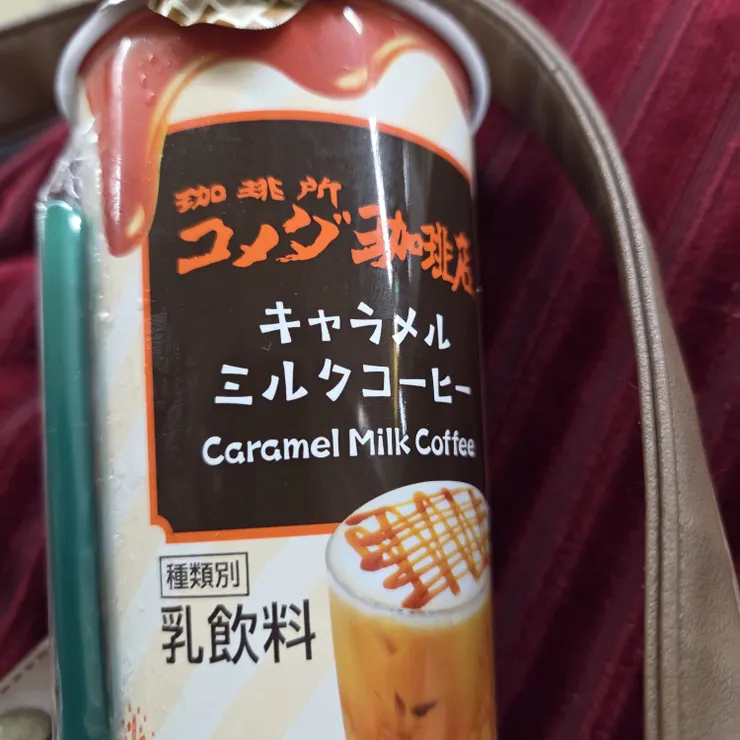 珈琲所
コメダ珈琲店
キャラメル
ミルクコーヒー
Caramel Milk Coffee
種類別
乳飲料